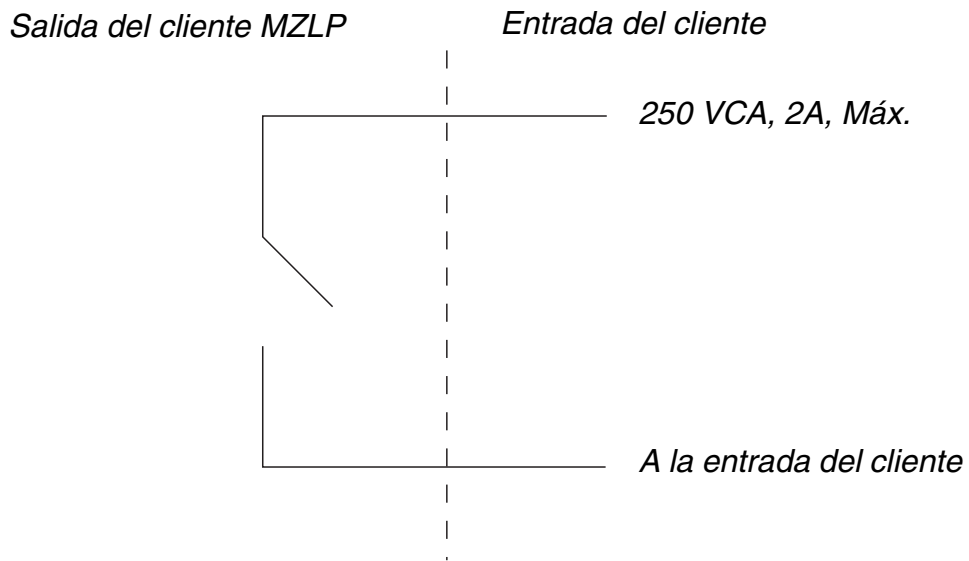 Salida del cliente MZLP
Entrada del cliente
250 VCA, 2A, Máx.
A la entrada del cliente